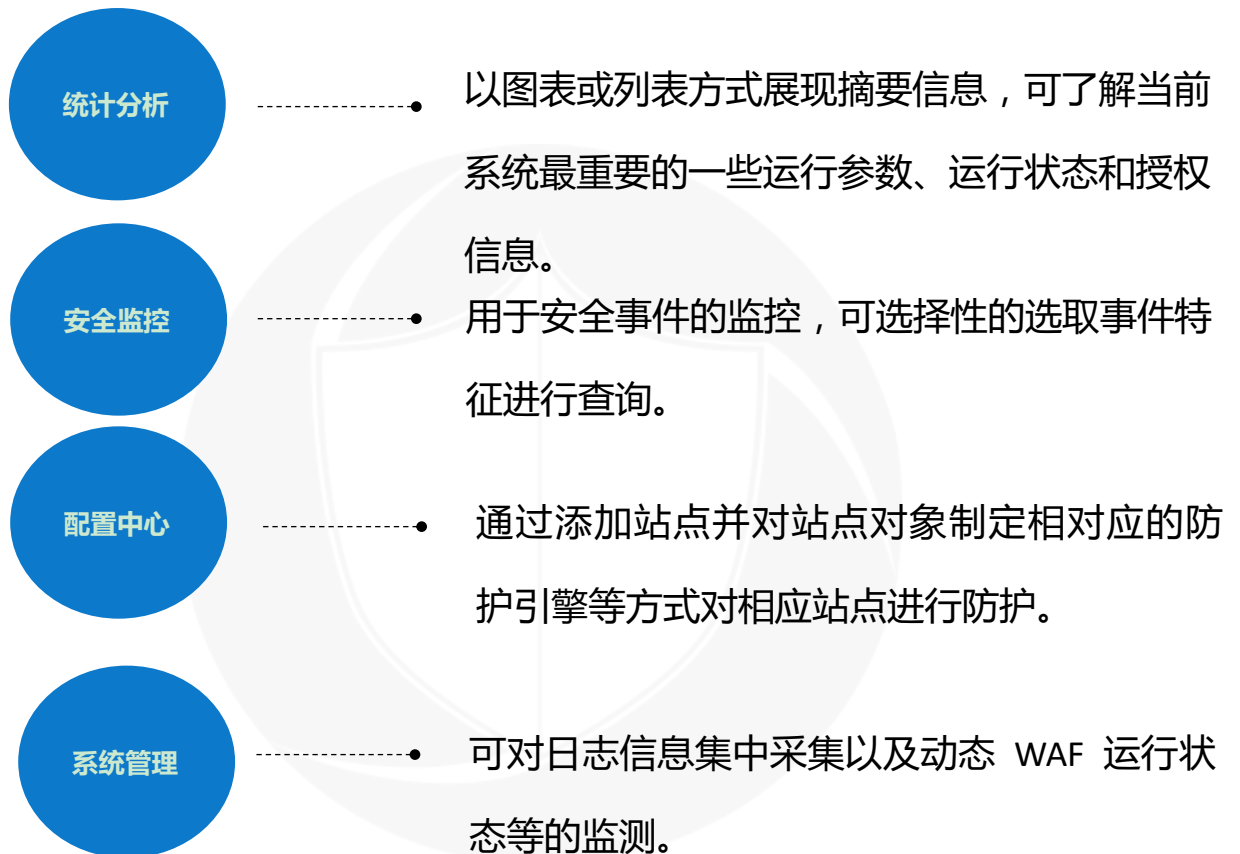 统计分析
以图表或列表方式展现摘要信息，可了解当前
系统最重要的一些运行参数、运行状态和授权
信息。
安全监控
用于安全事件的监控，可选择性的选取事件特
征进行查询。
配置中心
通过添加站点并对站点对象制定相对应的防
护引擎等方式对相应站点进行防护。
系统管理
可对日志信息集中采集以及动态 WAF 运行状
态等的监测。